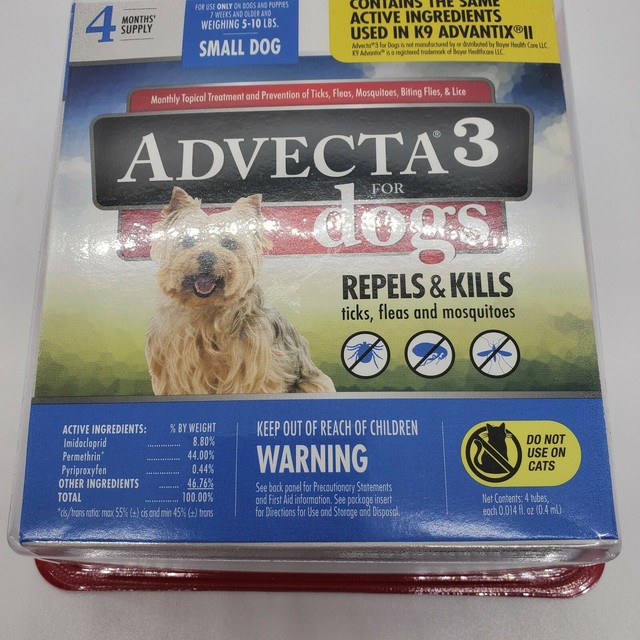 4 MONTHS' SUPPLY
FOR USE ONLY ON DOGS AND PUPPIES
7 WEEKS AND OLDER AND
WEIGHING 5-10 LBS.
SMALL DOG
CONTAINS THE SAME
ACTIVE INGREDIENTS
USED IN K9 ADVANTIX®II
Advecta®3 for Dogs is not manufactured by or distributed by Bayer Health Care LLC.
K9 Advantix® is a registered trademark of Bayer Healthcare LLC.
Monthly Topical Treatment and Prevention of Ticks, Fleas, Mosquitoes, Biting Flies, & Lice
ADVECTA® 3
FOR
dogs
REPELS & KILLS
ticks, fleas and mosquitoes
ACTIVE INGREDIENTS: % BY WEIGHT
Imidacloprid .............. 8.80%
Permethrin* .............. 44.00%
Pyriproxyfen .............. 0.44%
OTHER INGREDIENTS ........ 46.76%
TOTAL .............. 100.00%
*cis/trans ratio: max 55% (±) cis and min 45% (±) trans
KEEP OUT OF REACH OF CHILDREN
WARNING
See back panel for Precautionary Statements
and First Aid information. See package insert
for Directions for Use and Storage and Disposal.
DO NOT
USE ON
CATS
Net Contents: 4 tubes,
each 0.014 fl. oz (0.4 mL)